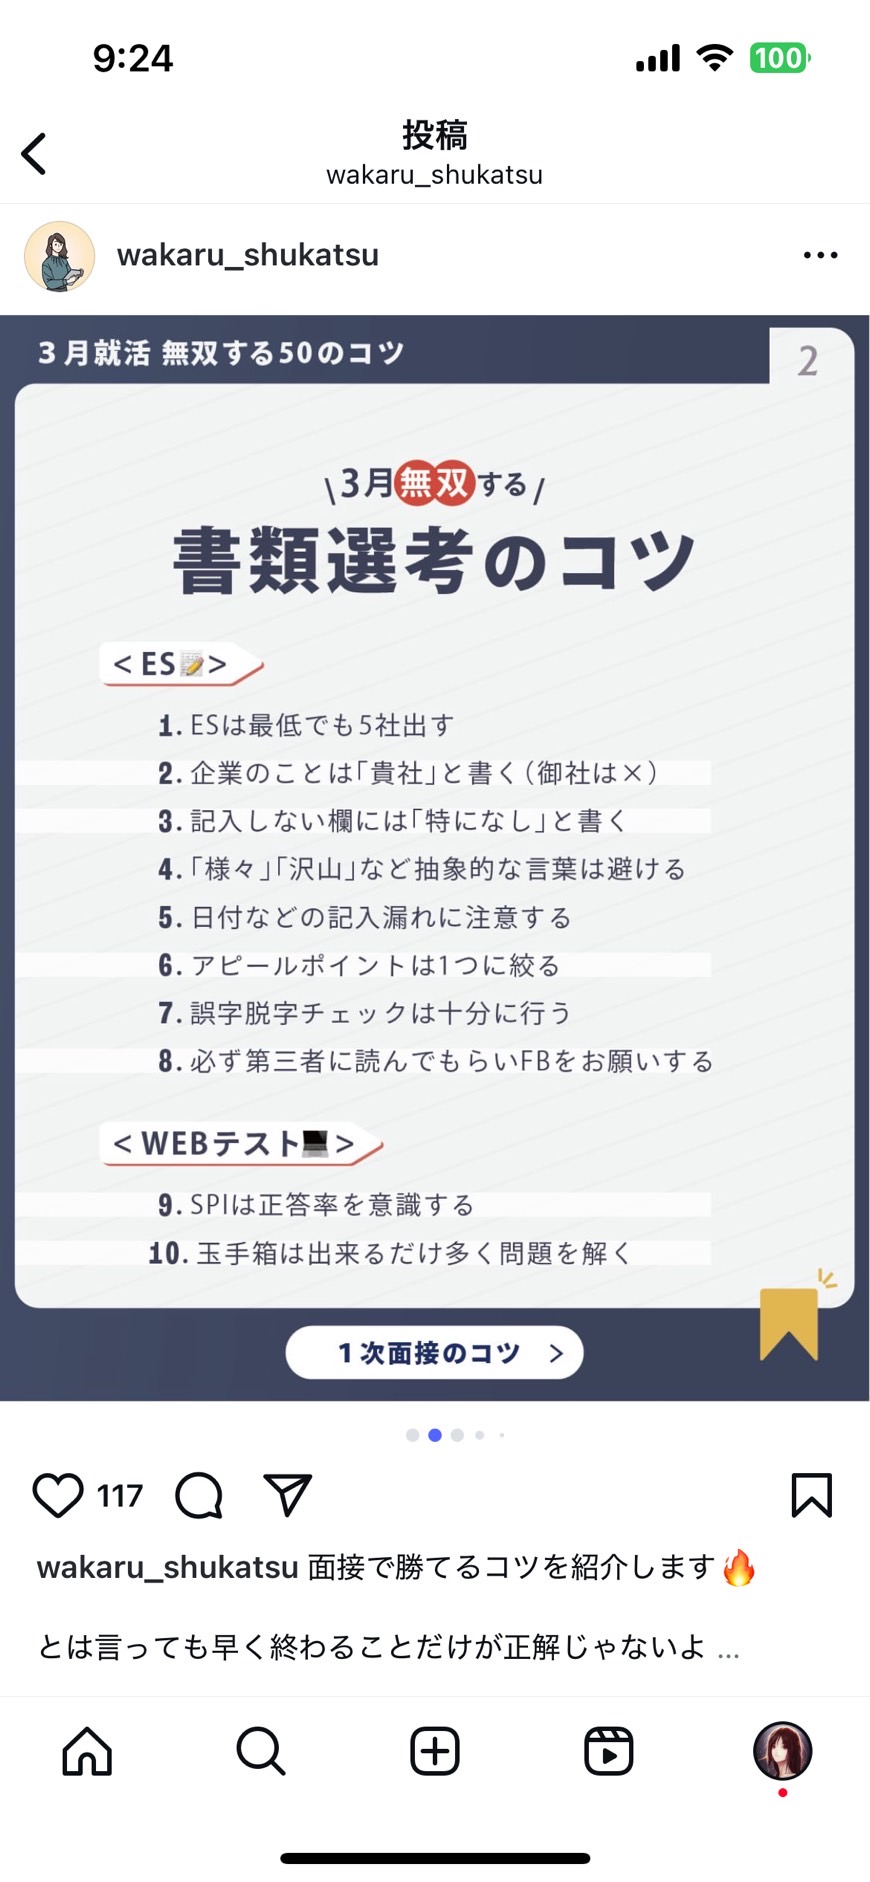 9:24
100
投稿
wakaru_shukatsu
wakaru_shukatsu
3月就活 無双する50のコツ
2
\3月無双する/
書類選考のコツ
<ES📝>
1. ESは最低でも5社出す
2. 企業のことは「貴社」と書く(御社は×)
3. 記入しない欄には「特になし」と書く
4. 「様々」「沢山」など抽象的な言葉は避ける
5. 日付などの記入漏れに注意する
6. アピールポイントは1つに絞る
7. 誤字脱字チェックは十分に行う
8. 必ず第三者に読んでもらいFBをお願いする
<WEBテスト💻>
9. SPIは正答率を意識する
10. 玉手箱は出来るだけ多く問題を解く
1次面接のコツ >
117
wakaru_shukatsu 面接で勝てるコツを紹介します🔥
とは言っても早く終わることだけが正解じゃないよ ...